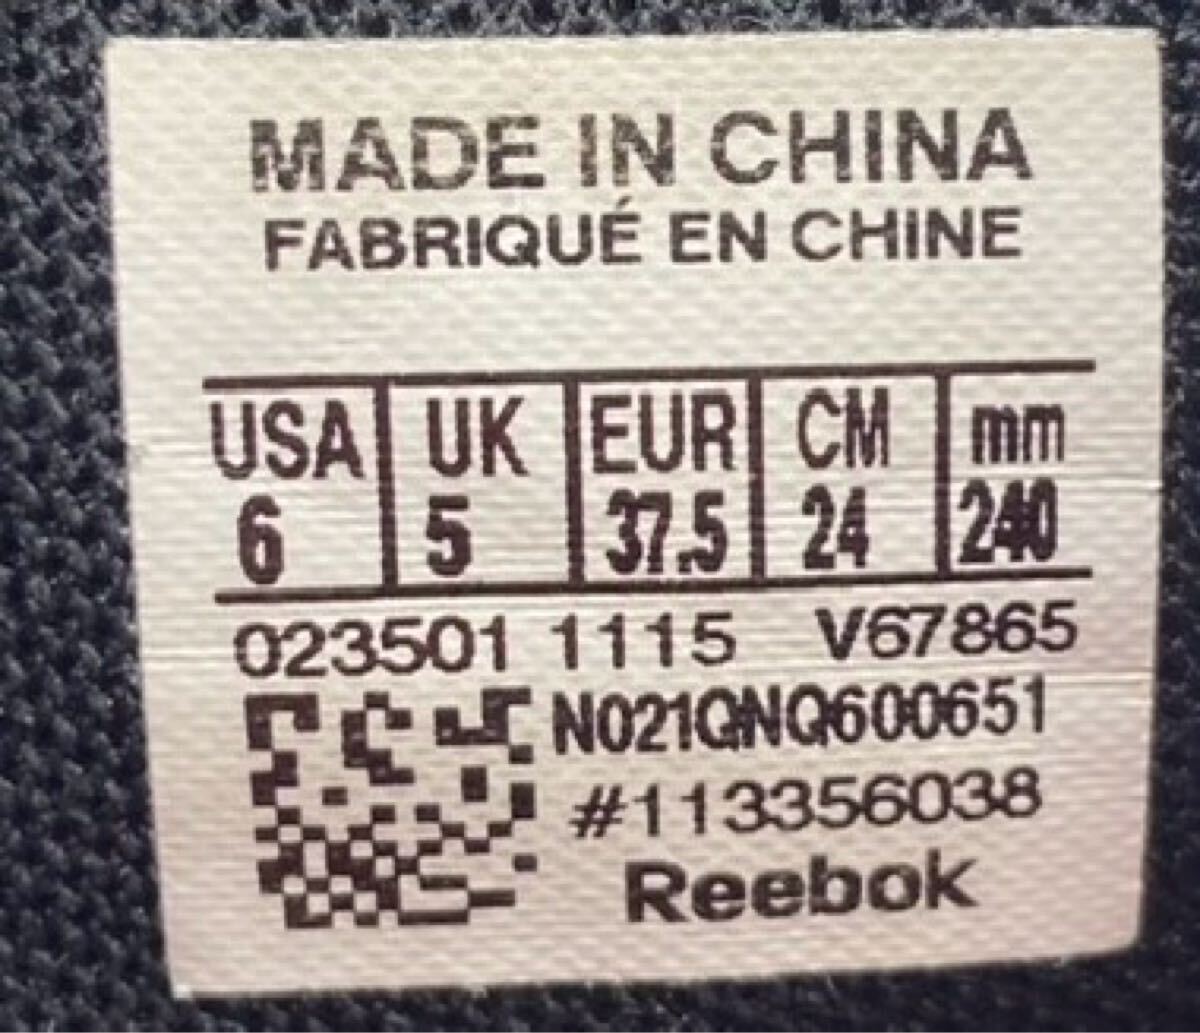 MADE IN CHINA
FABRIQUÉ EN CHINE
USA UK EUR CM mm
6 5 37.5 24 240
023501 1115 V67865
N021QNQ600651
#113356038
Reebok